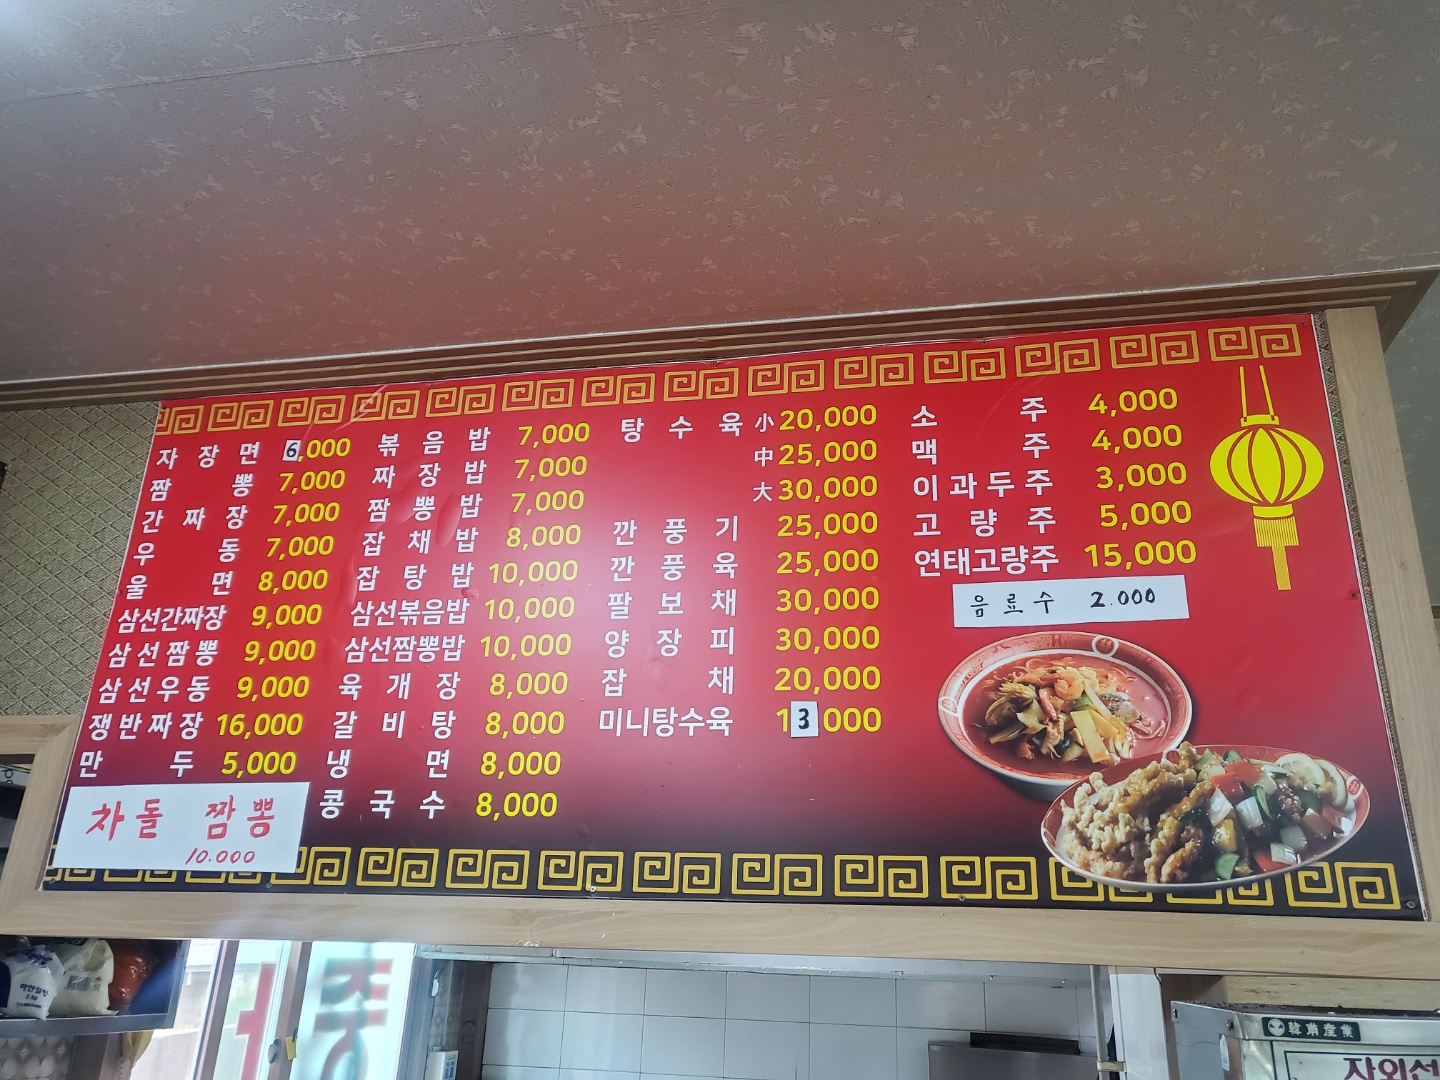 자장면 6,000
짬뽕 7,000
간짜장 7,000
우동 7,000
울면 8,000
삼선간짜장 9,000
삼선짬뽕 9,000
삼선우동 9,000
쟁반짜장 16,000
만두 5,000
차돌 짬뽕
10.000
볶음밥 7,000
짜장밥 7,000
짬뽕밥 7,000
잡채밥 8,000
잡탕밥 10,000
삼선볶음밥 10,000
삼선짬뽕밥 10,000
육개장 8,000
갈비탕 8,000
냉면 8,000
콩국수 8,000
탕수육 小 20,000
中 25,000
大 30,000
깐풍기 25,000
깐풍육 25,000
팔보채 30,000
양장피 30,000
잡채 20,000
미니탕수육 13,000
소주 4,000
맥주 4,000
이과두주 3,000
고량주 5,000
연태고량주 15,000
음료수 2.000
韓南産業
자외선